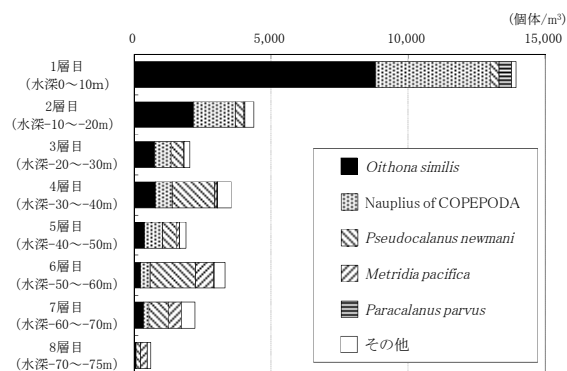 (個体/m³)
0 5,000 10,000 15,000
1層目
(水深0～10m)
2層目
(水深-10～-20m)
3層目
(水深-20～-30m)
4層目
(水深-30～-40m)
5層目
(水深-40～-50m)
6層目
(水深-50～-60m)
7層目
(水深-60～-70m)
8層目
(水深-70～-75m)
Oithona similis
Nauplius of COPEPODA
Pseudocalanus newmani
Metridia pacifica
Paracalanus parvus
その他